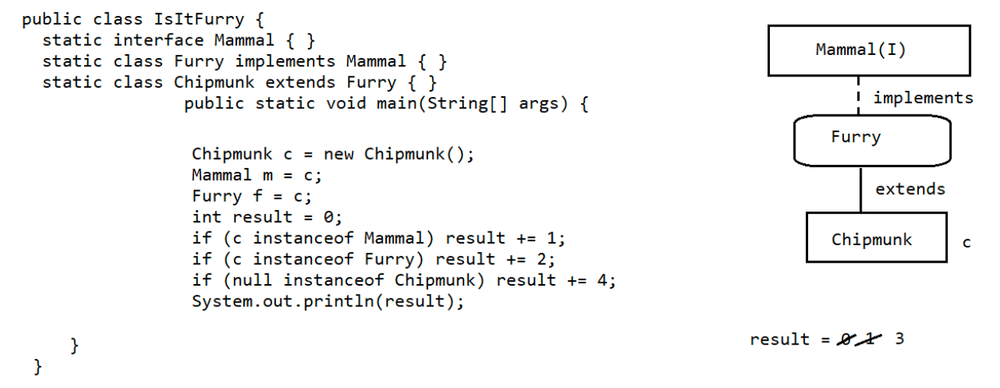 public class IsItFurry {
static interface Mammal { }
static class Furry implements Mammal { }
static class Chipmunk extends Furry { }
public static void main(String[] args) {
Chipmunk c = new Chipmunk();
Mammal m = c;
Furry f = c;
int result = 0;
if (c instanceof Mammal) result += 1;
if (c instanceof Furry) result += 2;
if (null instanceof Chipmunk) result += 4;
System.out.println(result);
}
}
Mammal(I)
implements
Furry
extends
Chipmunk c
result = 0 1 3